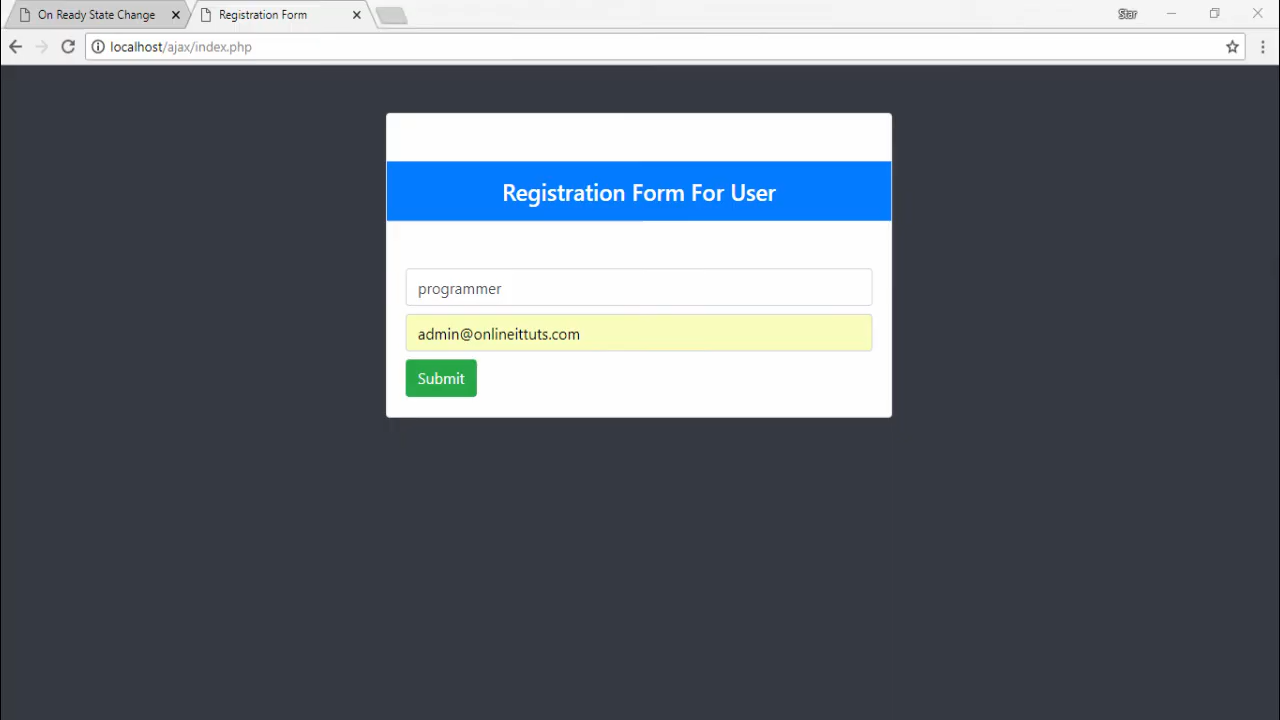 On Ready State Change
Registration Form
Star
localhost/ajax/index.php
Registration Form For User
programmer
admin@onlineittuts.com
Submit